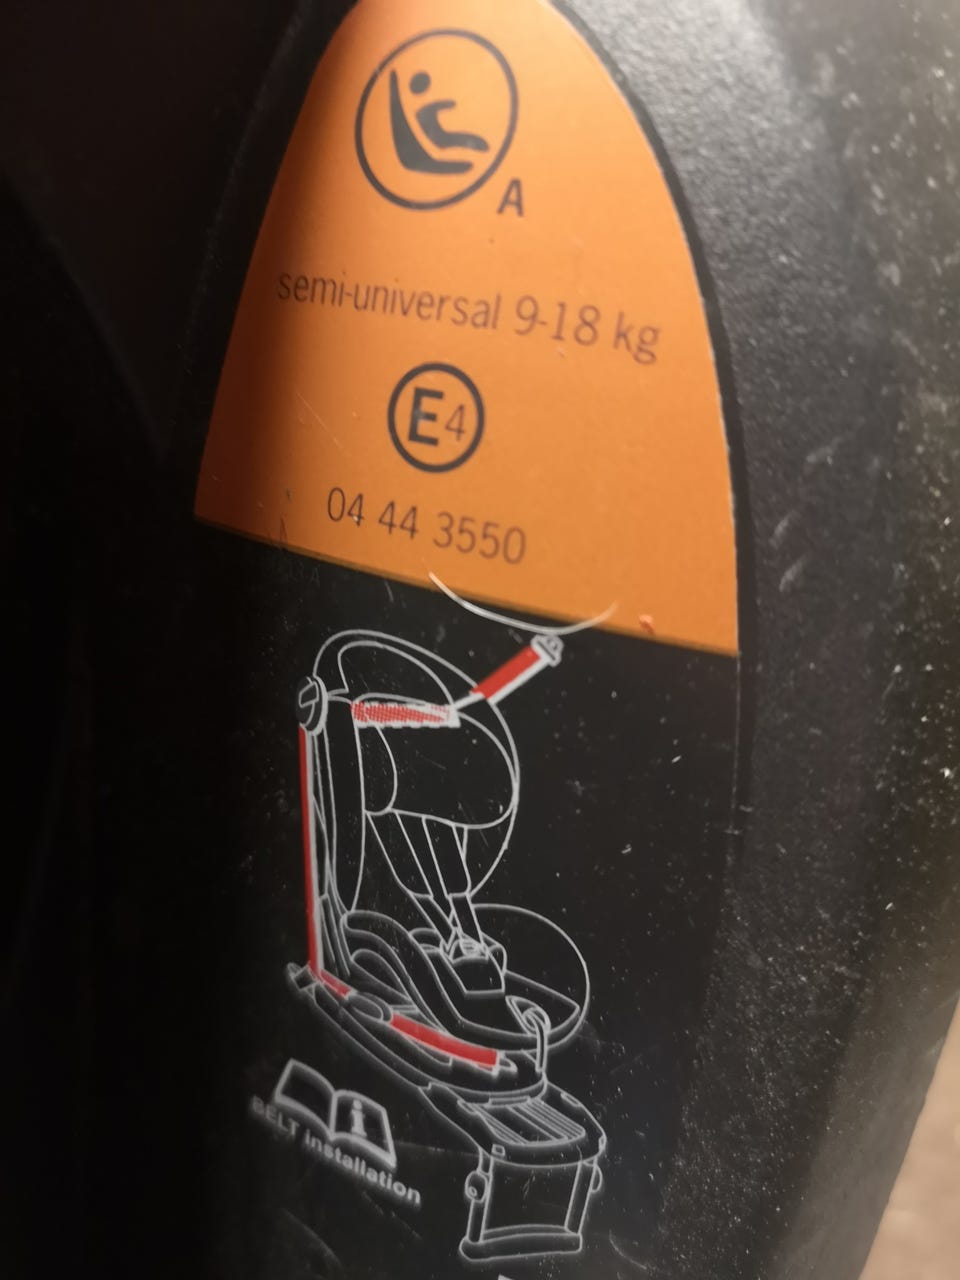 A
semi-universal 9-18 kg
E4
04 44 3550
i
BELT installation